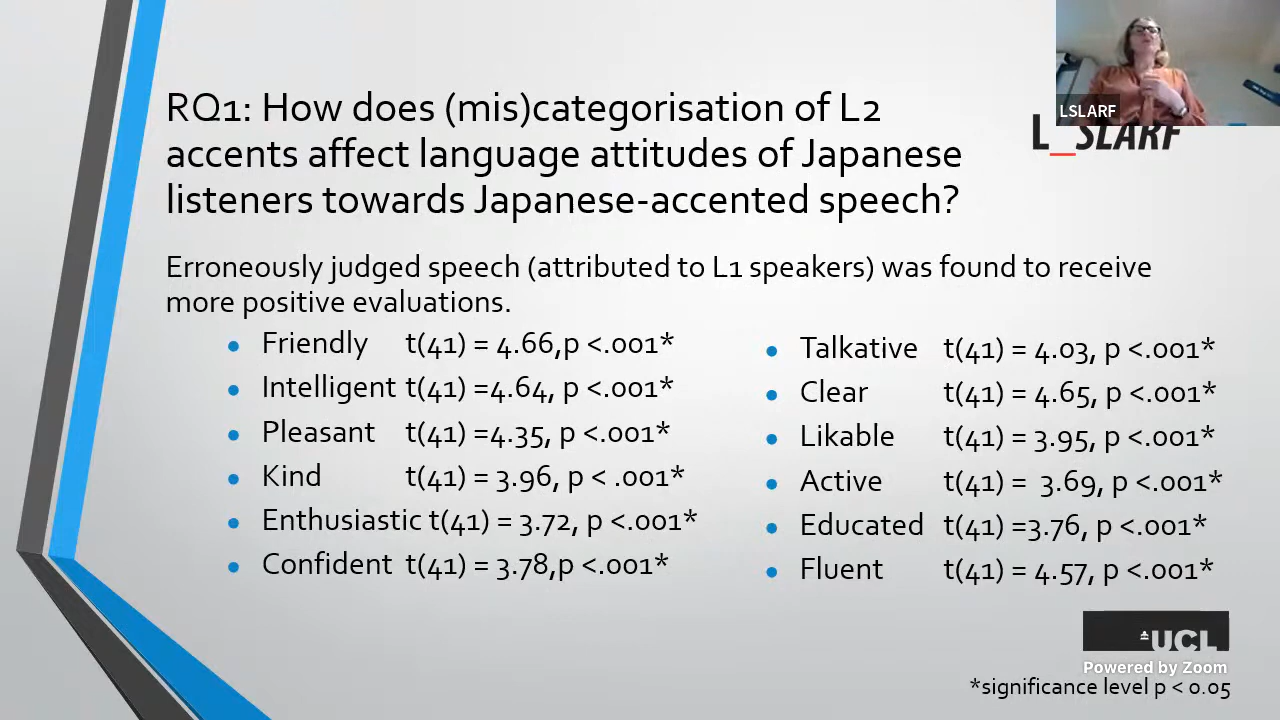 RQ1: How does (mis)categorisation of L2
accents affect language attitudes of Japanese
listeners towards Japanese-accented speech?
LSLARF
L_SLARF
Erroneously judged speech (attributed to L1 speakers) was found to receive
more positive evaluations.
• Friendly t(41) = 4.66,p <.001*
• Intelligent t(41) =4.64, p <.001*
• Pleasant t(41) =4.35, p <.001*
• Kind t(41) = 3.96, p < .001*
• Enthusiastic t(41) = 3.72, p <.001*
• Confident t(41) = 3.78,p <.001*
• Talkative t(41) = 4.03, p <.001*
• Clear t(41) = 4.65, p <.001*
• Likable t(41) = 3.95, p <.001*
• Active t(41) = 3.69, p <.001*
• Educated t(41) =3.76, p <.001*
• Fluent t(41) = 4.57, p <.001*
UCL
Powered by Zoom
*significance level p < 0.05